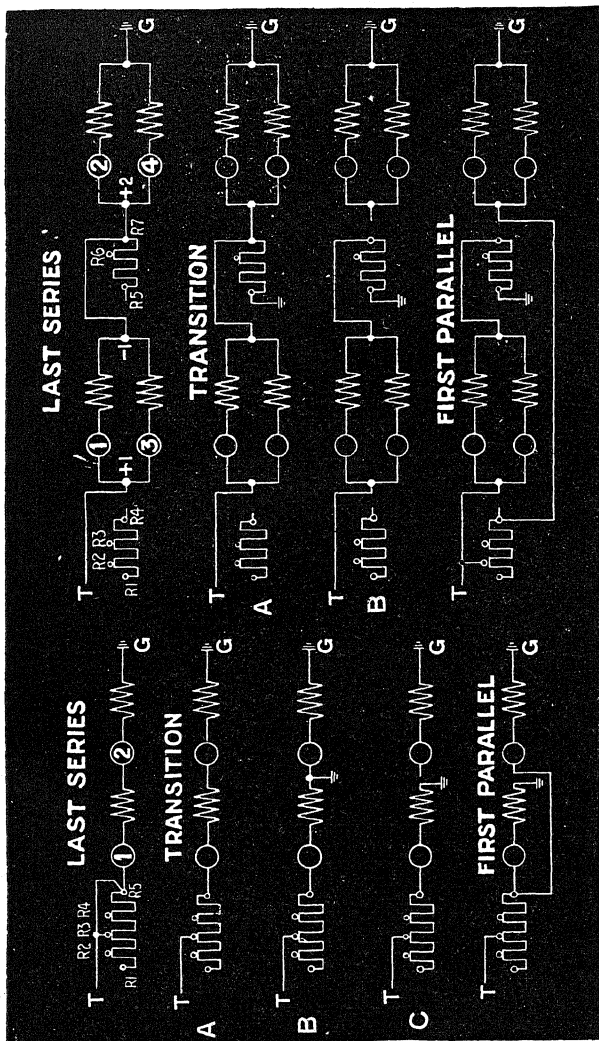 LAST SERIES
R2 R3 R4
T R1 R5 1 2 G
TRANSITION
T G
A
T G
B
T G
C
FIRST PARALLEL
T G
LAST SERIES
T 1 2 G
R2 R3 +1 -1 R6 +2
R1 R4 3 R5 R7 4
TRANSITION
T G
A
T G
B
FIRST PARALLEL
T G